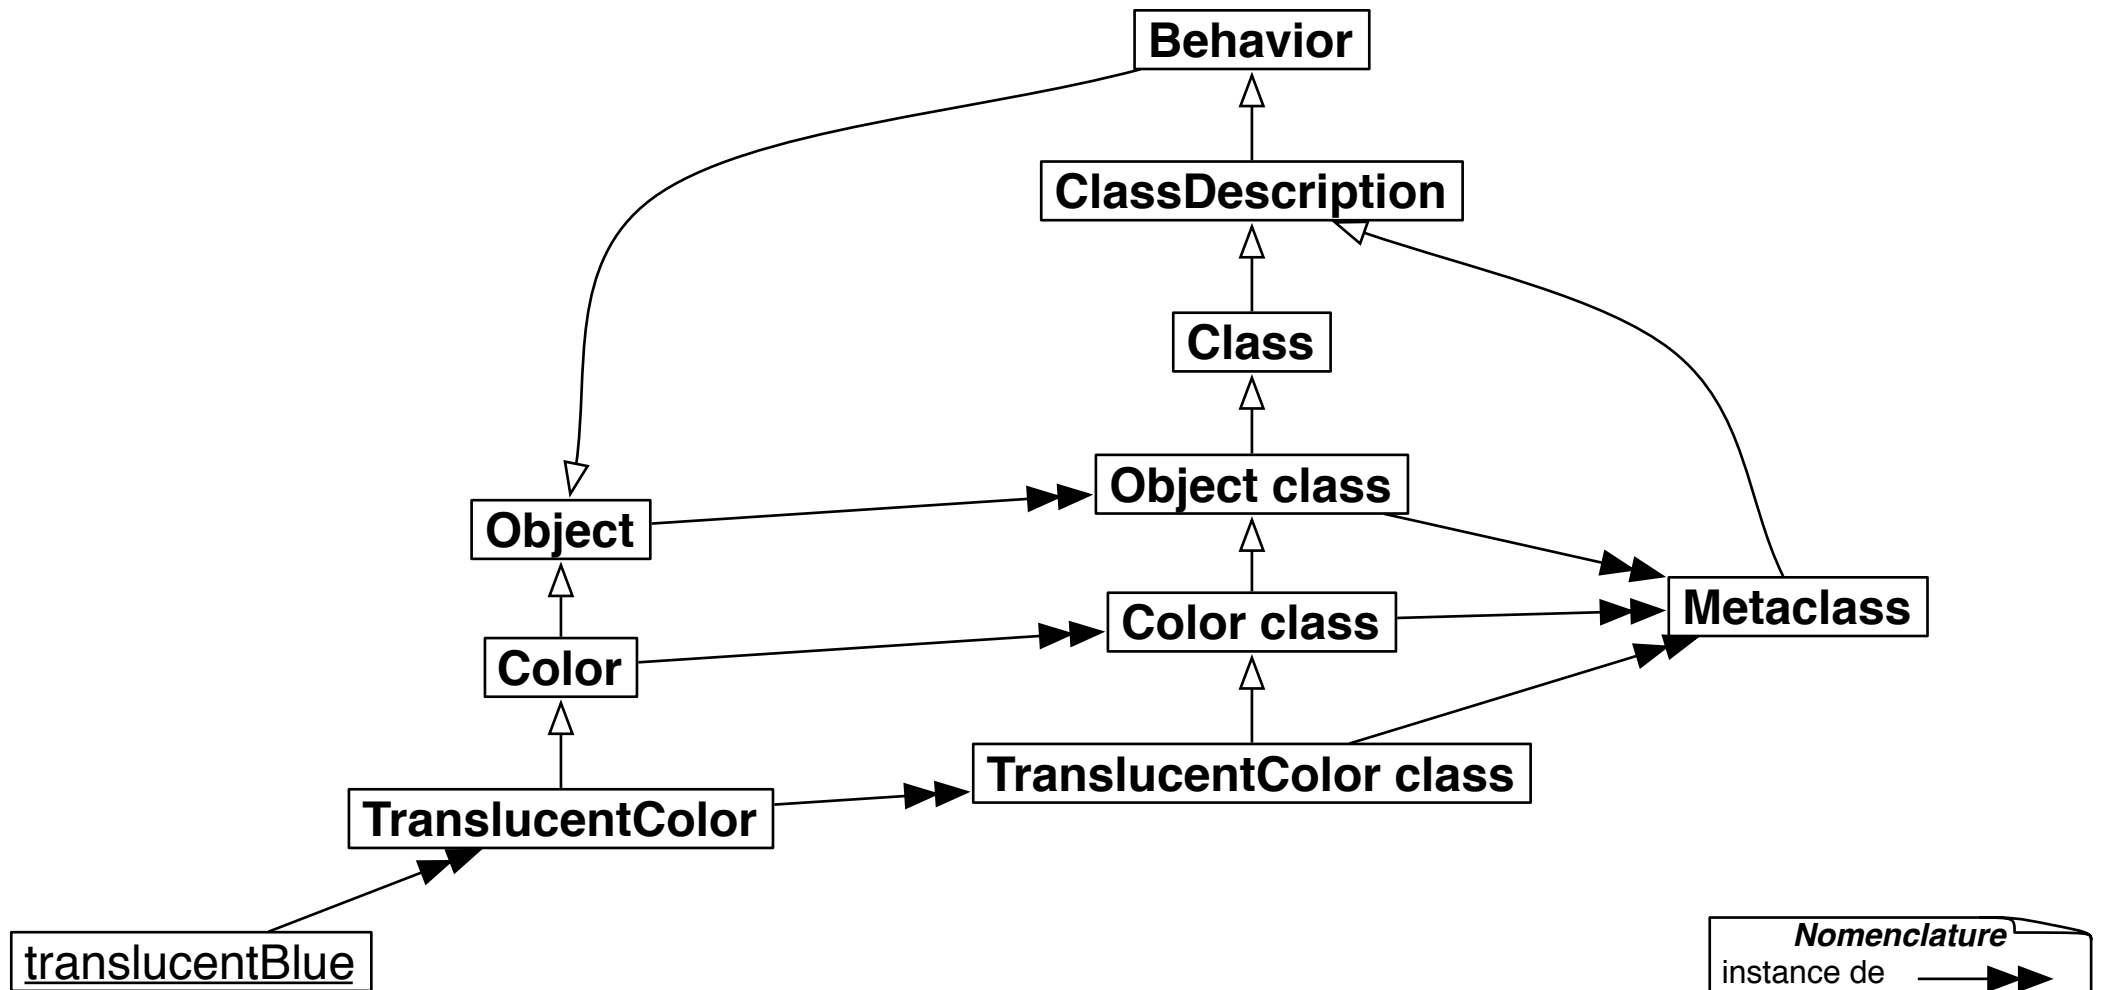 Behavior
ClassDescription
Class
Object class
Object
Metaclass
Color class
Color
TranslucentColor class
TranslucentColor
translucentBlue
Nomenclature
instance de